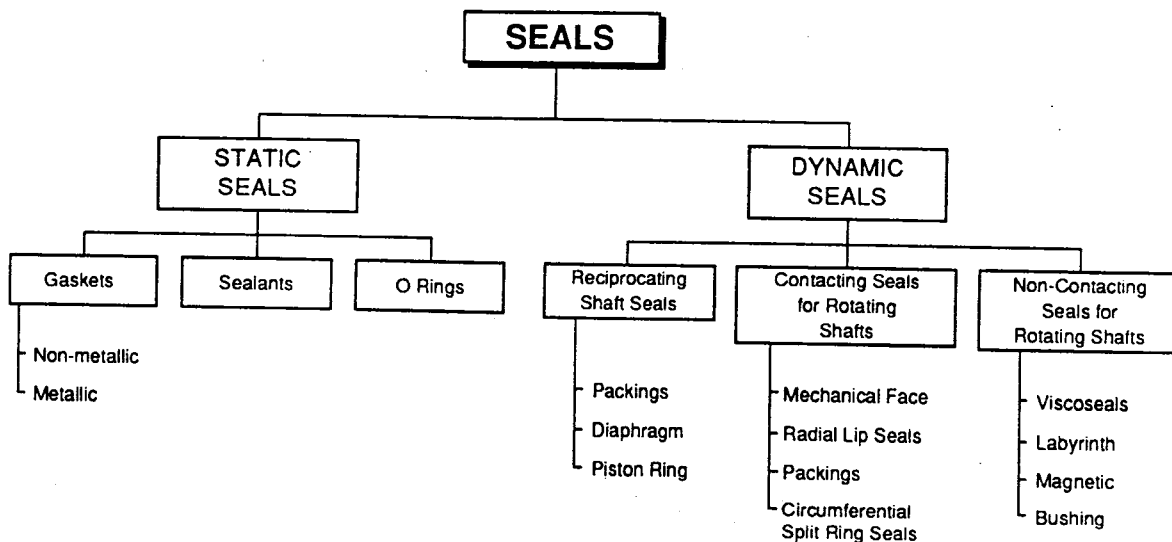 SEALS
STATIC
SEALS
DYNAMIC
SEALS
Gaskets
Sealants
O Rings
Reciprocating
Shaft Seals
Contacting Seals
for Rotating
Shafts
Non-Contacting
Seals for
Rotating Shafts
Non-metallic
Metallic
Packings
Diaphragm
Piston Ring
Mechanical Face
Radial Lip Seals
Packings
Circumferential
Split Ring Seals
Viscoseals
Labyrinth
Magnetic
Bushing